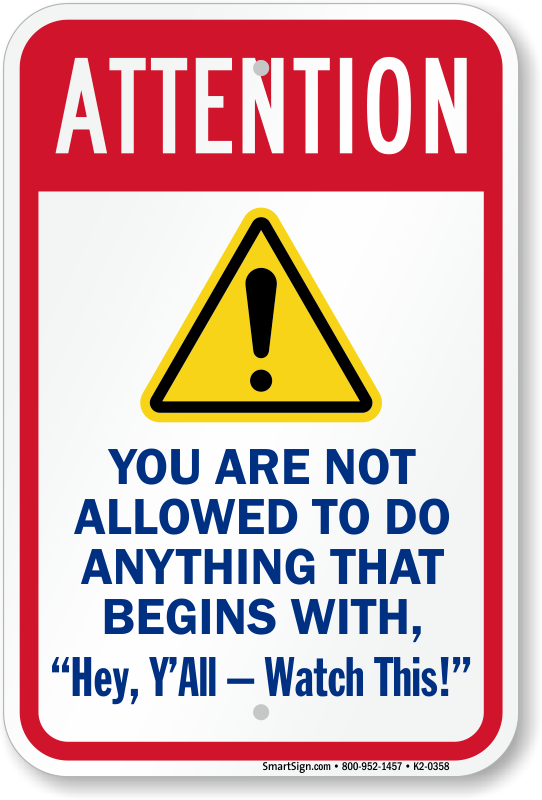 ATTENTION
YOU ARE NOT
ALLOWED TO DO
ANYTHING THAT
BEGINS WITH,
“Hey, Y’All – Watch This!”
SmartSign.com • 800-952-1457 • K2-0358